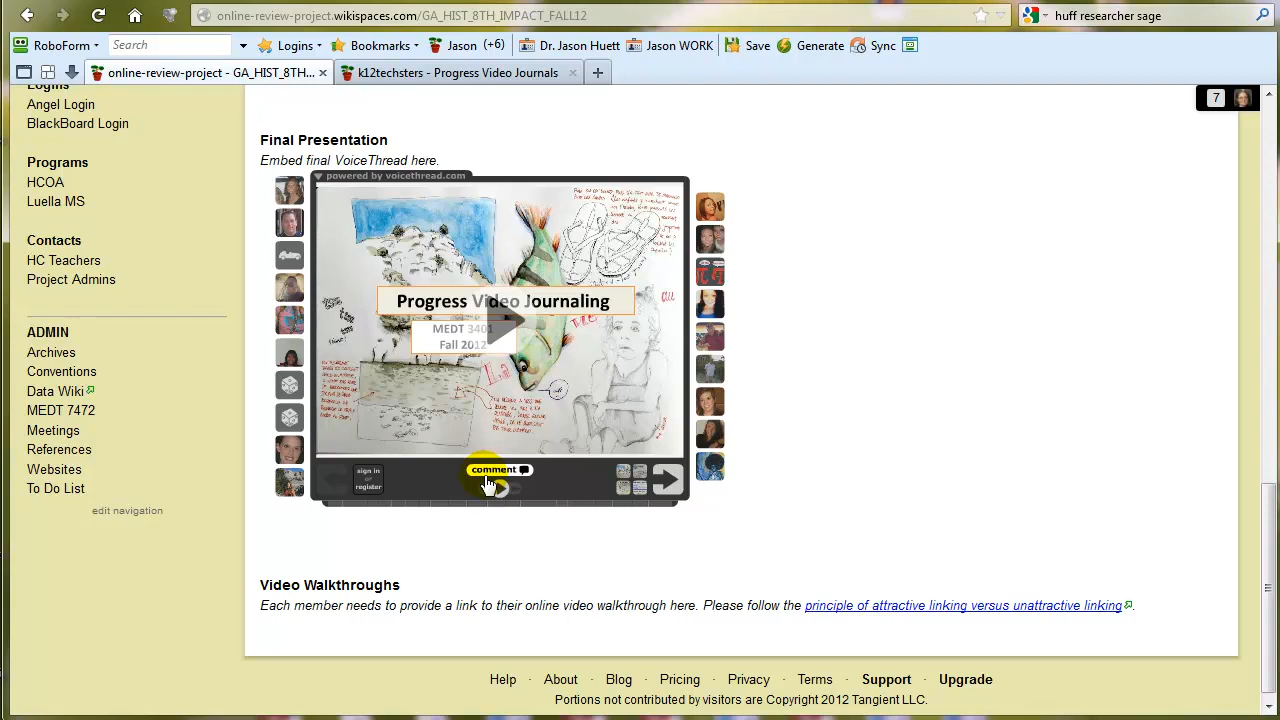 online-review-project.wikispaces.com/GA_HIST_8TH_IMPACT_FALL12
huff researcher sage
RoboForm
Search
Logins
Bookmarks
Jason (+6)
Dr. Jason Huett
Jason WORK
Save
Generate
Sync
online-review-project - GA_HIST_8TH...
k12techsters - Progress Video Journals
7
Logins
Angel Login
BlackBoard Login
Programs
HCOA
Luella MS
Contacts
HC Teachers
Project Admins
ADMIN
Archives
Conventions
Data Wiki
MEDT 7472
Meetings
References
Websites
To Do List
edit navigation
Final Presentation
Embed final VoiceThread here.
powered by voicethread.com
Progress Video Journaling
MEDT 3401
Fall 2012
sign in
or
register
comment
Video Walkthroughs
Each member needs to provide a link to their online video walkthrough here. Please follow the principle of attractive linking versus unattractive linking.
Help · About · Blog · Pricing · Privacy · Terms · Support · Upgrade
Portions not contributed by visitors are Copyright 2012 Tangient LLC.